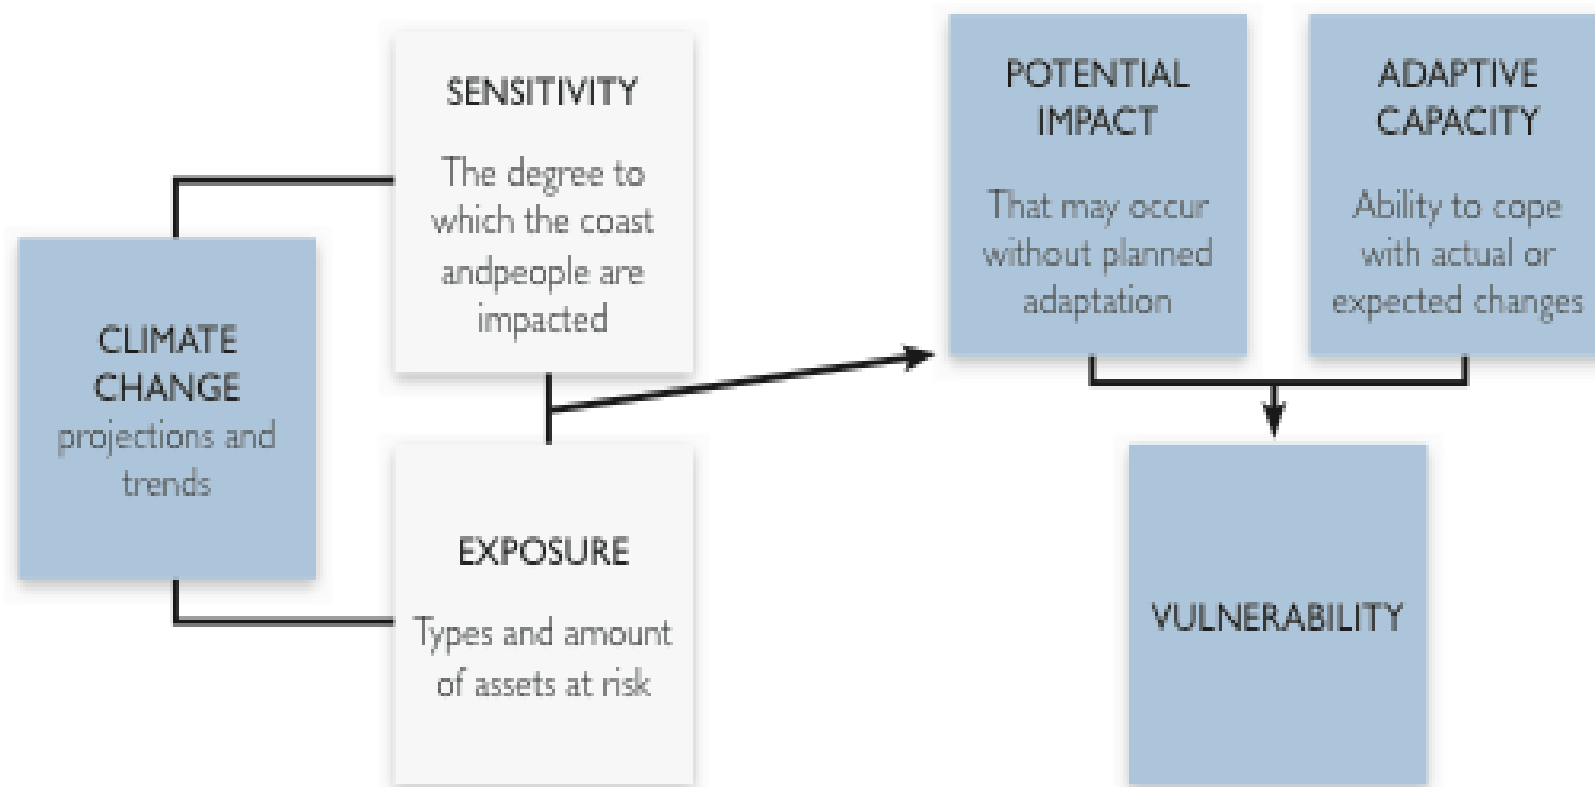 CLIMATE
CHANGE
projections and
trends
SENSITIVITY
The degree to
which the coast
andpeople are
impacted
EXPOSURE
Types and amount
of assets at risk
POTENTIAL
IMPACT
That may occur
without planned
adaptation
ADAPTIVE
CAPACITY
Ability to cope
with actual or
expected changes
VULNERABILITY